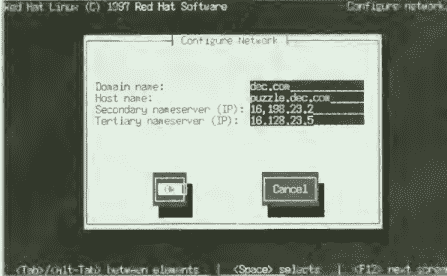 Red Hat Linux (C) 1997 Red Hat Software Configure network
Configure Network
Domain name: dec.com
Host name: puzzle.dec.com
Secondary nameserver (IP): 16.198.23.2
Tertiary nameserver (IP): 16.128.23.5
Ok Cancel
<Tab>/<Alt-Tab> between elements | <Space> selects | <F12> next screen